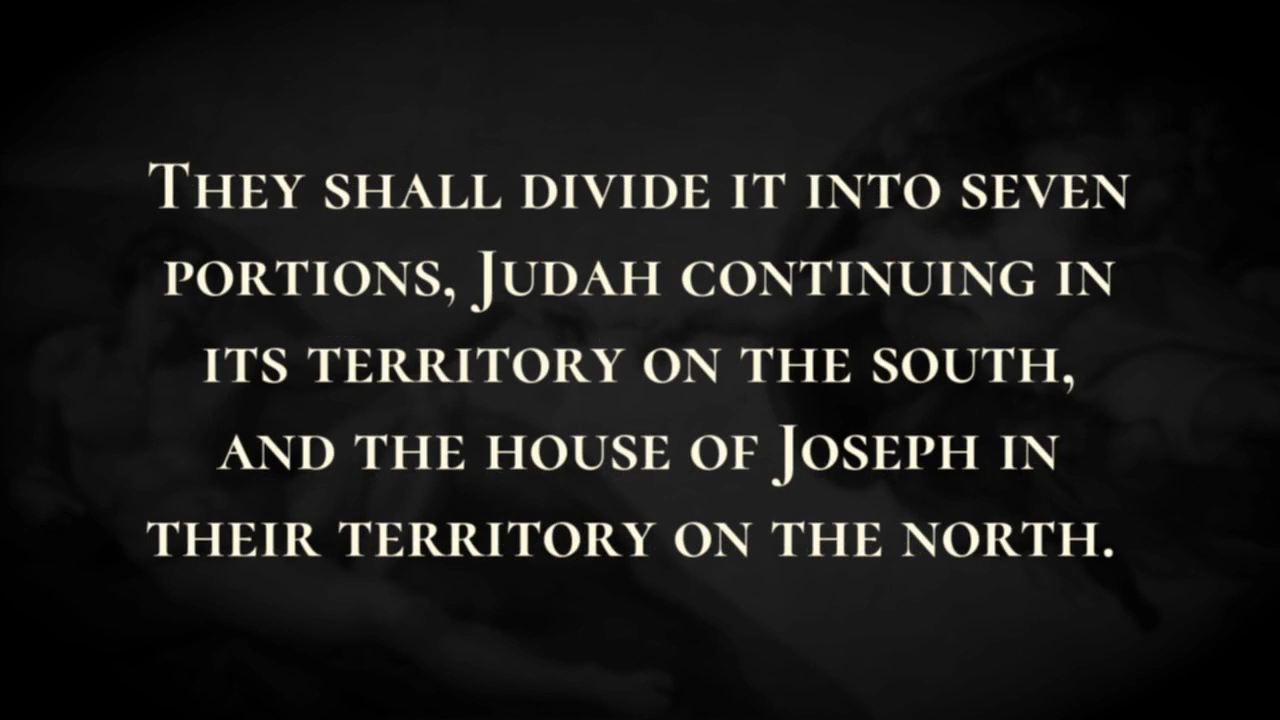 They shall divide it into seven
portions, Judah continuing in
its territory on the south,
and the house of Joseph in
their territory on the north.